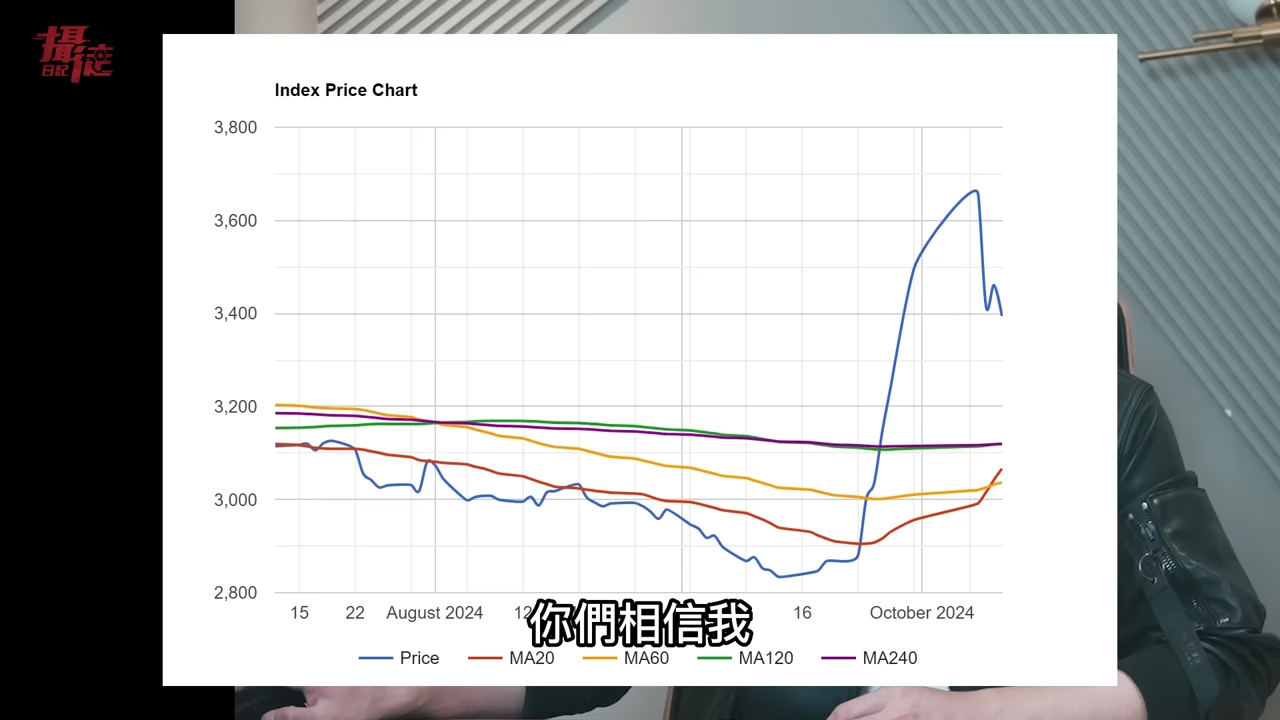 攝徒
日記
Index Price Chart
3,800
3,600
3,400
3,200
3,000
2,800
15 22 August 2024 12 16 October 2024
你們相信我
Price MA20 MA60 MA120 MA240